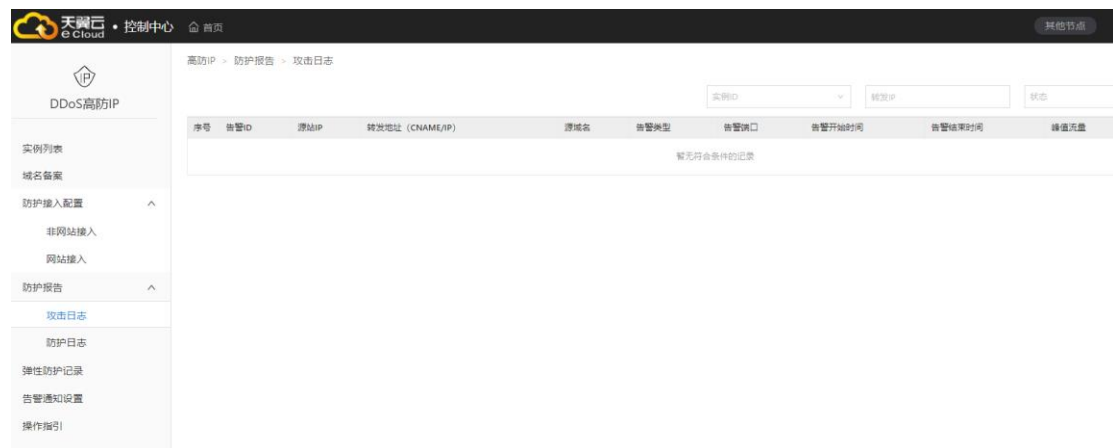 天翼云 e Cloud · 控制中心 首页 其他节点
IP
DDoS高防IP
实例列表
域名备案
防护接入配置
非网站接入
网站接入
防护报告
攻击日志
防护日志
弹性防护记录
告警通知设置
操作指引
高防IP > 防护报告 > 攻击日志
实例ID 转发IP 状态
序号 告警ID 源站IP 转发地址（CNAME/IP） 源域名 告警类型 告警端口 告警开始时间 告警结束时间 峰值流量
暂无符合条件的记录